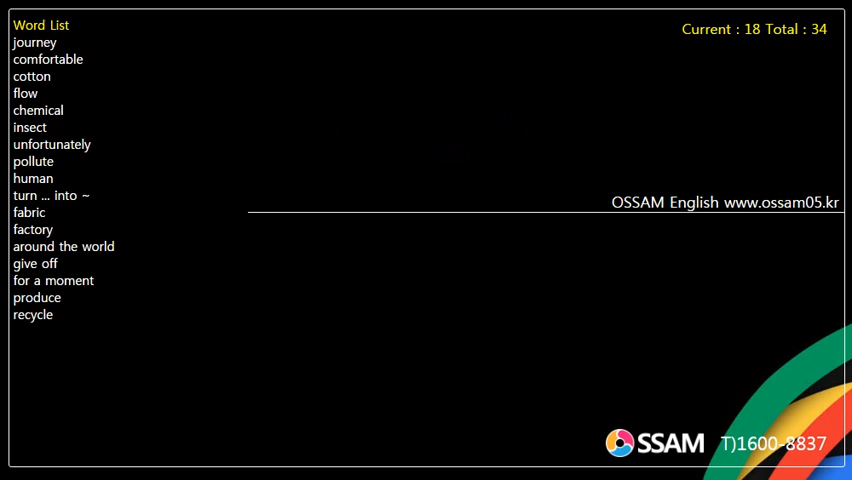 Word List
journey
comfortable
cotton
flow
chemical
insect
unfortunately
pollute
human
turn ... into ~
fabric
factory
around the world
give off
for a moment
produce
recycle
Current : 18 Total : 34
OSSAM English www.ossam05.kr
OSSAM T)1600-8837